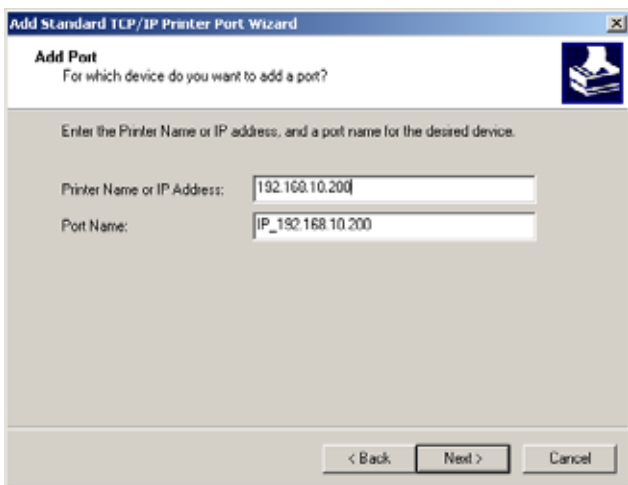 Add Standard TCP/IP Printer Port Wizard
Add Port
For which device do you want to add a port?
Enter the Printer Name or IP address, and a port name for the desired device.
Printer Name or IP Address: 192.168.10.200
Port Name: IP_192.168.10.200
< Back Next > Cancel